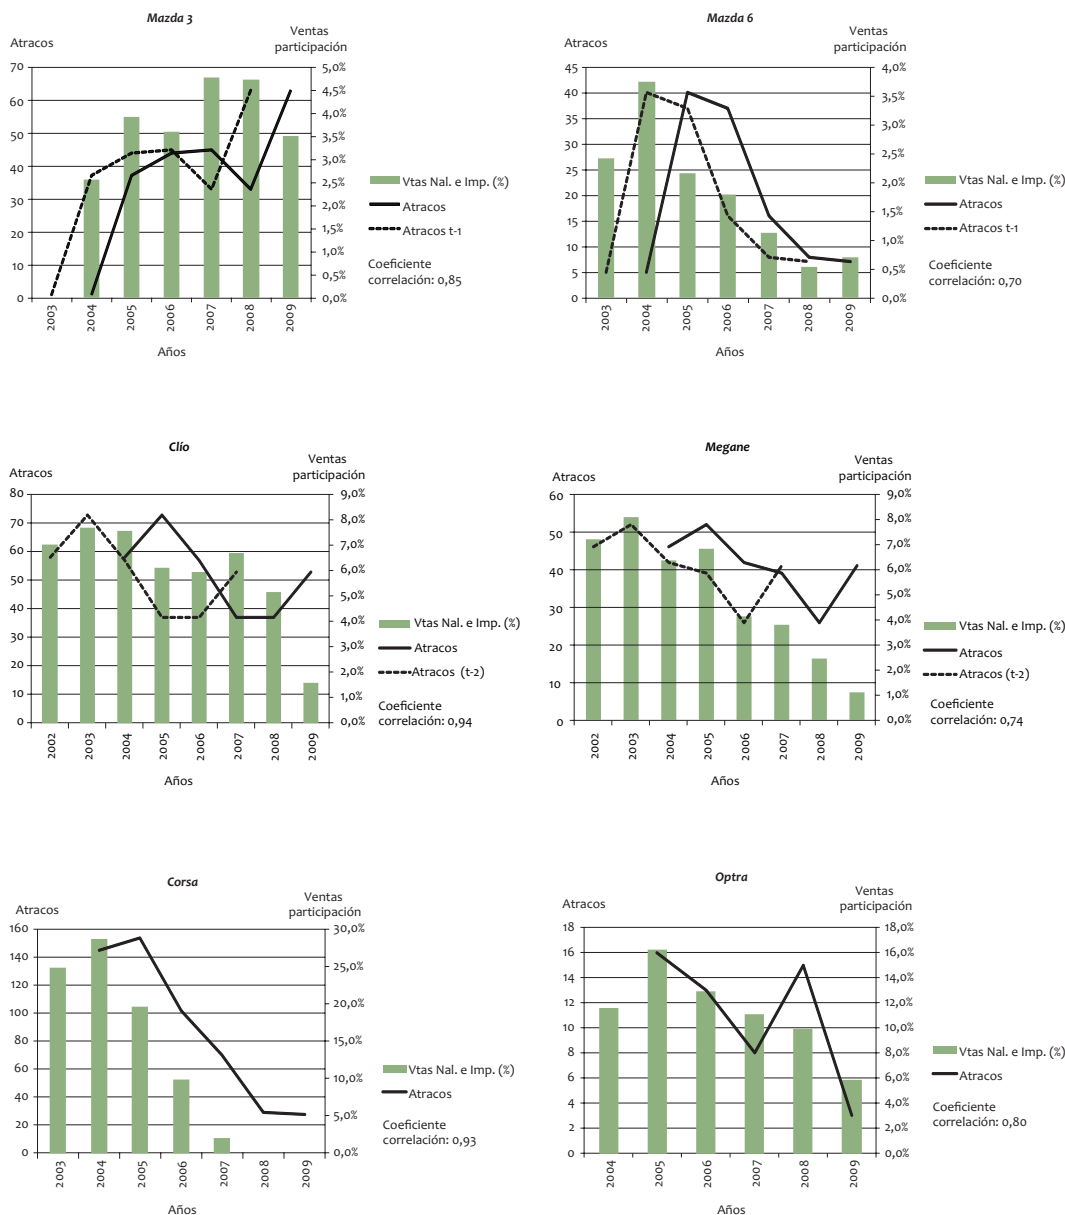 Mazda 3
Atracos
Ventas
participación
70
60
50
40
30
20
10
0
5,0%
4,5%
4,0%
3,5%
3,0%
2,5%
2,0%
1,5%
1,0%
0,5%
0,0%
2003
2004
2005
2006
2007
2008
2009
Años
Vtas Nal. e Imp. (%)
Atracos
Atracos t-1
Coeficiente
correlación: 0,85
Mazda 6
Atracos
Ventas
participación
45
40
35
30
25
20
15
10
5
0
4,0%
3,5%
3,0%
2,5%
2,0%
1,5%
1,0%
0,5%
0,0%
2003
2004
2005
2006
2007
2008
2009
Años
Vtas Nal. e Imp. (%)
Atracos
Atracos t-1
Coeficiente
correlación: 0,70
Clío
Atracos
Ventas
participación
80
70
60
50
40
30
20
10
0
9,0%
8,0%
7,0%
6,0%
5,0%
4,0%
3,0%
2,0%
1,0%
0,0%
2002
2003
2004
2005
2006
2007
2008
2009
Años
Vtas Nal. e Imp. (%)
Atracos
Atracos (t-2)
Coeficiente
correlación: 0,94
Megane
Atracos
Ventas
participación
60
50
40
30
20
10
0
9,0%
8,0%
7,0%
6,0%
5,0%
4,0%
3,0%
2,0%
1,0%
0,0%
2002
2003
2004
2005
2006
2007
2008
2009
Años
Vtas Nal. e Imp. (%)
Atracos
Atracos (t-2)
Coeficiente
correlación: 0,74
Corsa
Atracos
Ventas
participación
160
140
120
100
80
60
40
20
0
30,0%
25,0%
20,0%
15,0%
10,0%
5,0%
0,0%
2003
2004
2005
2006
2007
2008
2009
Años
Vtas Nal. e Imp. (%)
Atracos
Coeficiente
correlación: 0,93
Optra
Atracos
Ventas
participación
18
16
14
12
10
8
6
4
2
0
18,0%
16,0%
14,0%
12,0%
10,0%
8,0%
6,0%
4,0%
2,0%
0,0%
2004
2005
2006
2007
2008
2009
Años
Vtas Nal. e Imp. (%)
Atracos
Coeficiente
correlación: 0,80